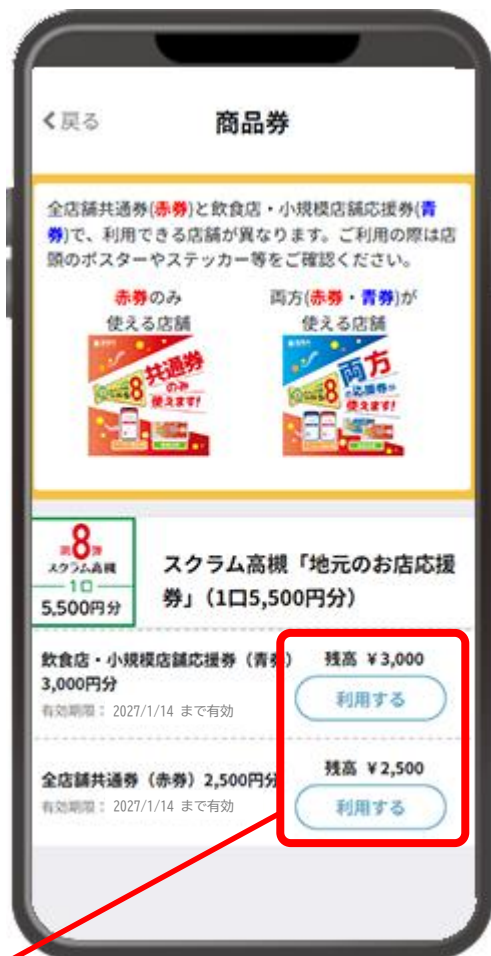 戻る
商品券
全店舗共通券(赤券)と飲食店・小規模店舗応援券(青
券)で、利用できる店舗が異なります。ご利用の際は店
頭のポスターやステッカー等をご確認ください。
赤券のみ
使える店舗
両方(赤券・青券)が
使える店舗
共通券
のみ
使えます!
両方
の応援券が
使えます!
第8弾
スクラム高槻
1口
5,500円分
スクラム高槻「地元のお店応援
券」(1口5,500円分)
飲食店・小規模店舗応援券(青券)
3,000円分
有効期限: 2027/1/14 まで有効
残高 ¥3,000
利用する
全店舗共通券(赤券)2,500円分
有効期限: 2027/1/14 まで有効
残高 ¥2,500
利用する